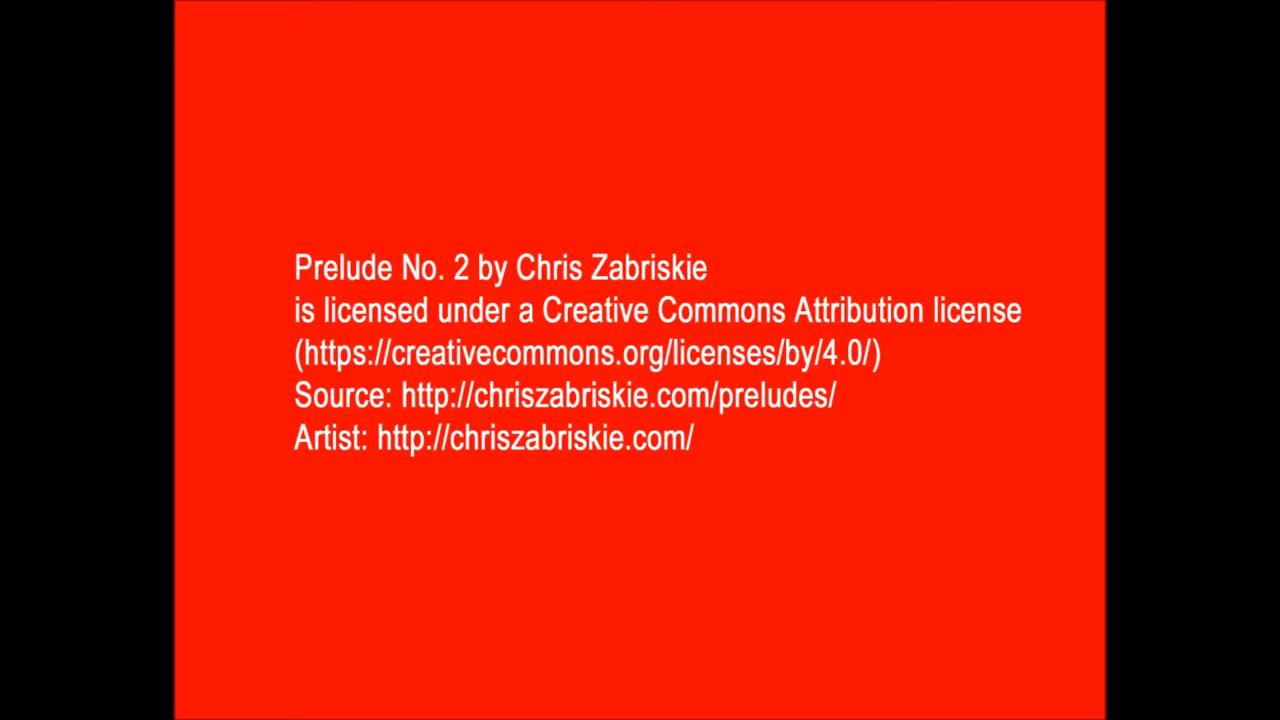 Prelude No. 2 by Chris Zabriskie
is licensed under a Creative Commons Attribution license
(https://creativecommons.org/licenses/by/4.0/)
Source: http://chriszabriskie.com/preludes/
Artist: http://chriszabriskie.com/